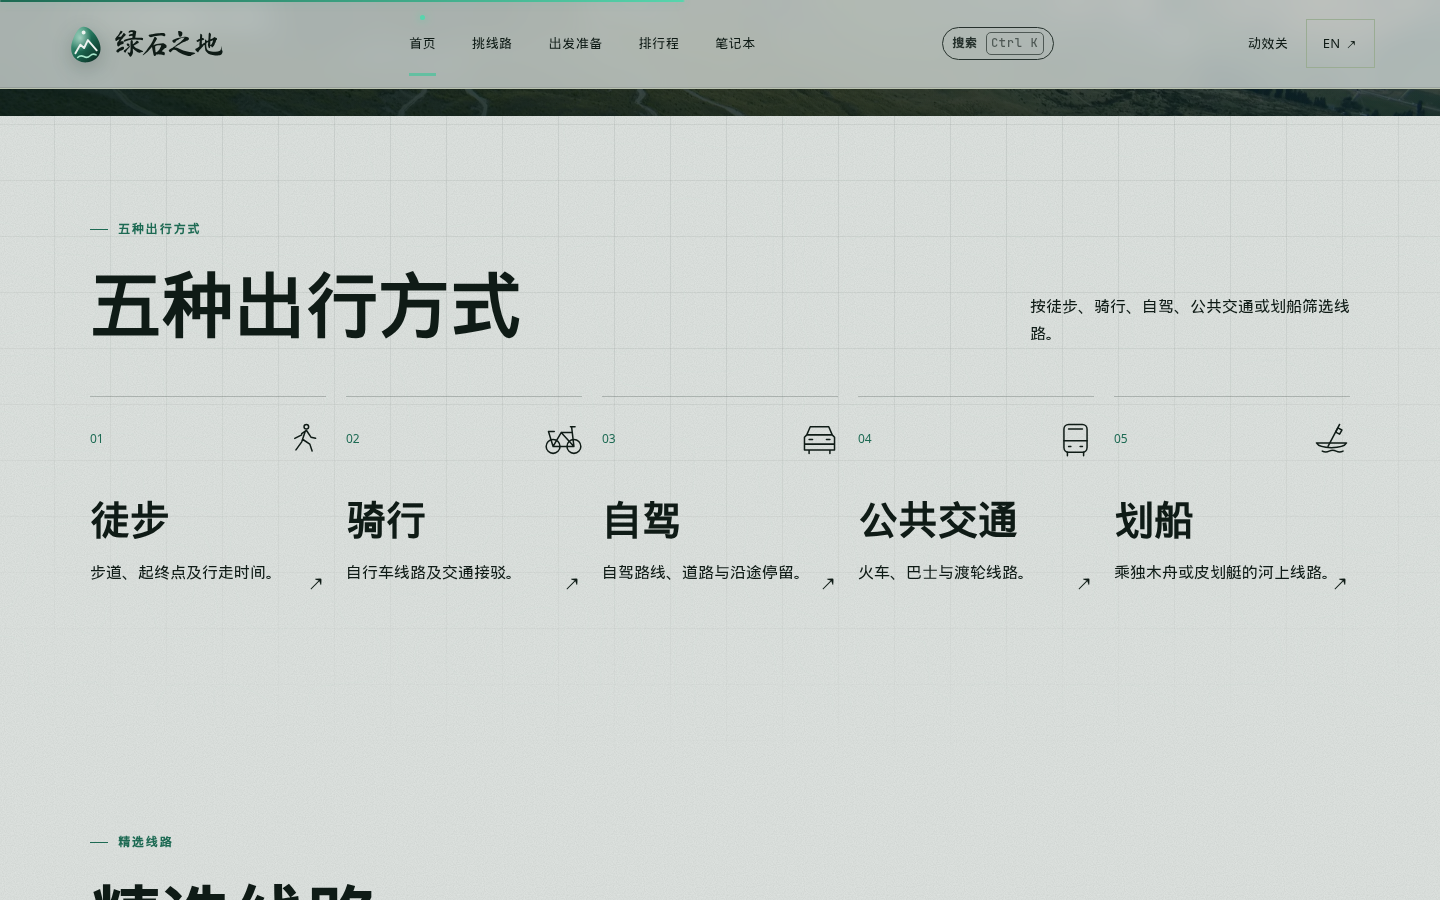 绿石之地
首页 挑线路 出发准备 排行程 笔记本
搜索 Ctrl K
动效关
EN ↗
五种出行方式
五种出行方式
按徒步、骑行、自驾、公共交通或划船筛选线
路。
01
徒步
步道、起终点及行走时间。
↗
02
骑行
自行车线路及交通接驳。
↗
03
自驾
自驾路线、道路与沿途停留。
↗
04
公共交通
火车、巴士与渡轮线路。
↗
05
划船
乘独木舟或皮划艇的河上线路。
↗
精选线路
精选线路